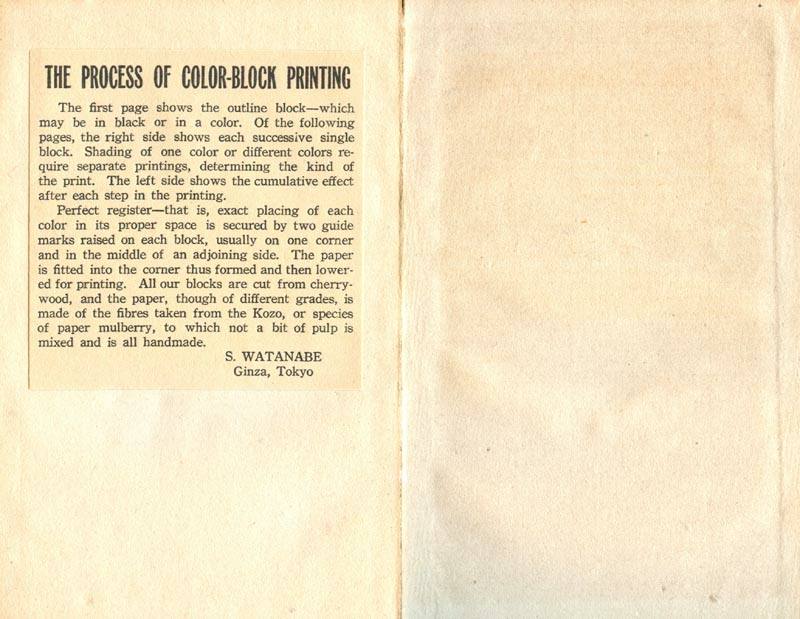 THE PROCESS OF COLOR-BLOCK PRINTING
The first page shows the outline block—which
may be in black or in a color. Of the following
pages, the right side shows each successive single
block. Shading of one color or different colors re-
quire separate printings, determining the kind of
the print. The left side shows the cumulative effect
after each step in the printing.
Perfect register—that is, exact placing of each
color in its proper space is secured by two guide
marks raised on each block, usually on one corner
and in the middle of an adjoining side. The paper
is fitted into the corner thus formed and then lower-
ed for printing. All our blocks are cut from cherry-
wood, and the paper, though of different grades, is
made of the fibres taken from the Kozo, or species
of paper mulberry, to which not a bit of pulp is
mixed and is all handmade.
S. WATANABE
Ginza, Tokyo